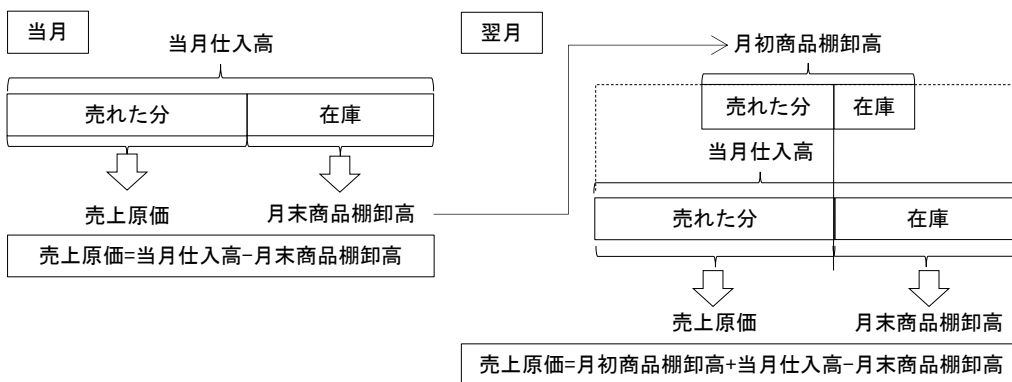 当月
当月仕入高
売れた分
在庫
売上原価
月末商品棚卸高
売上原価=当月仕入高-月末商品棚卸高
翌月
月初商品棚卸高
売れた分
在庫
当月仕入高
売れた分
在庫
売上原価
月末商品棚卸高
売上原価=月初商品棚卸高+当月仕入高-月末商品棚卸高